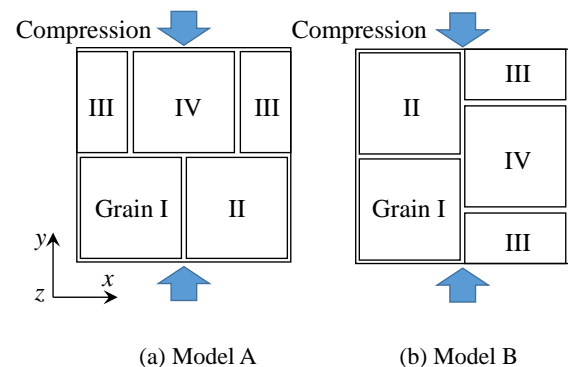 Compression
III
IV
III
Grain I
II
y
x
z
(a) Model A
Compression
II
III
IV
Grain I
III
(b) Model B